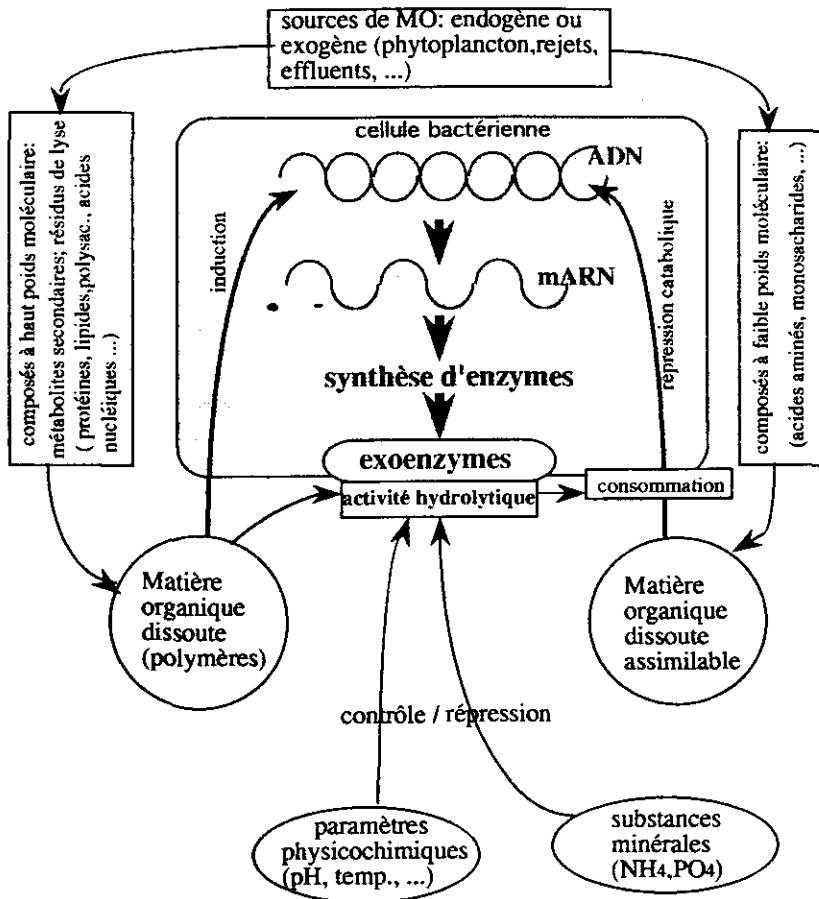 sources de MO: endogène ou
exogène (phytoplancton,rejets,
effluents, ...)
composés à haut poids moléculaire:
métabolites secondaires; résidus de lyse
( protéines, lipides,polysac., acides
nucléiques ...)
cellule bactérienne
ADN
induction
répression catabolique
mARN
synthèse d'enzymes
exoenzymes
activité hydrolytique
consommation
composés à faible poids moléculaire:
(acides aminés, monosacharides, ...)
Matière
organique
dissoute
(polymères)
Matière
organique
dissoute
assimilable
contrôle / répression
paramètres
physicochimiques
(pH, temp., ...)
substances
minérales
(NH4,PO4)